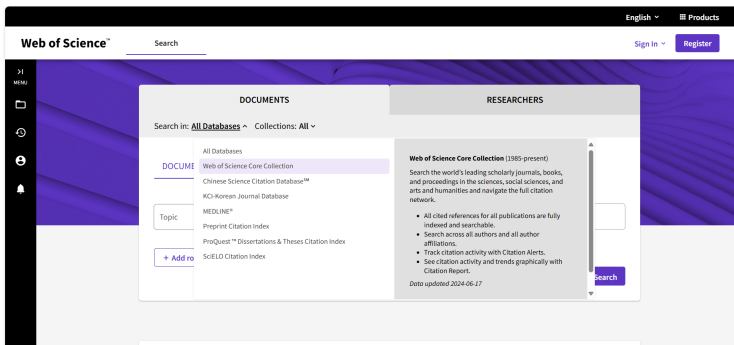 English
Products
Web of Science™
Search
Sign In
Register
MENU
DOCUMENTS
RESEARCHERS
Search in: All Databases Collections: All
All Databases
Web of Science Core Collection
Chinese Science Citation Database℠
KCI-Korean Journal Database
MEDLINE®
Preprint Citation Index
ProQuest ™ Dissertations & Theses Citation Index
SciELO Citation Index
Web of Science Core Collection (1985-present)
Search the world's leading scholarly journals, books,
and proceedings in the sciences, social sciences, and
arts and humanities and navigate the full citation
network.
• All cited references for all publications are fully
indexed and searchable.
• Search across all authors and all author
affiliations.
• Track citation activity with Citation Alerts.
• See citation activity and trends graphically with
Citation Report.
Data updated 2024-06-17
DOCUME
Topic
+ Add ro
Search